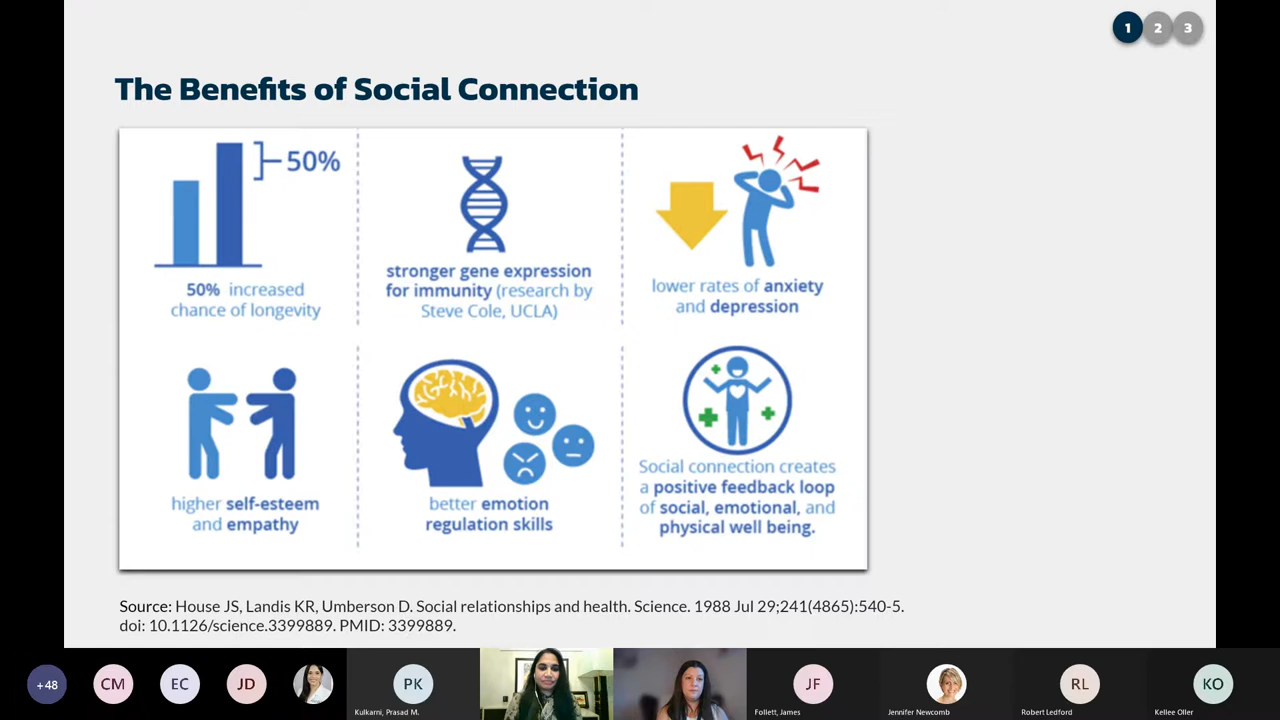 1 2 3
The Benefits of Social Connection
50%
50% increased
chance of longevity
stronger gene expression
for immunity (research by
Steve Cole, UCLA)
lower rates of anxiety
and depression
higher self-esteem
and empathy
better emotion
regulation skills
Social connection creates
a positive feedback loop
of social, emotional, and
physical well being.
Source: House JS, Landis KR, Umberson D. Social relationships and health. Science. 1988 Jul 29;241(4865):540-5.
doi: 10.1126/science.3399889. PMID: 3399889.
+48 CM EC JD PK JF RL KO
Kulkarni, Prasad M. Follett, James Jennifer Newcomb Robert Ledford Kellee Oller